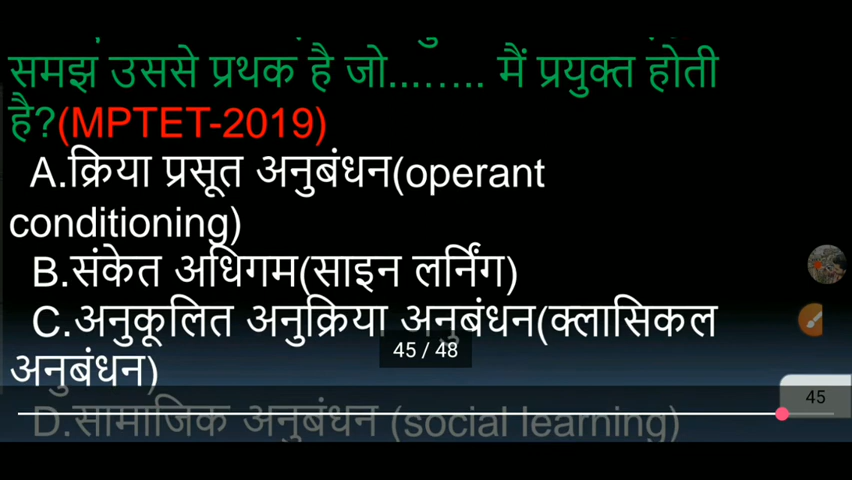 समझ उससे प्रथक है जो........ मैं प्रयुक्त होती
है?(MPTET-2019)
A.क्रिया प्रसूत अनुबंधन(operant
conditioning)
B.संकेत अधिगम(साइन लर्निंग)
C.अनुकूलित अनुक्रिया अनुबंधन(क्लासिकल
अनुबंधन)
45 / 48
45
D.सामाजिक अनुबंधन (social learning)